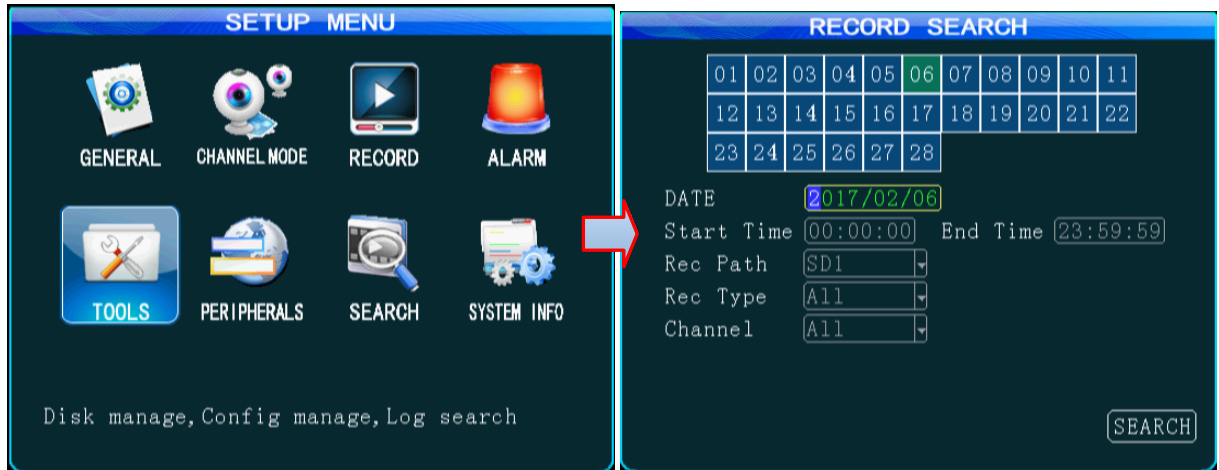 SETUP MENU
GENERAL CHANNEL MODE RECORD ALARM
TOOLS PERIPHERALS SEARCH SYSTEM INFO
Disk manage,Config manage,Log search
RECORD SEARCH
01 02 03 04 05 06 07 08 09 10 11
12 13 14 15 16 17 18 19 20 21 22
23 24 25 26 27 28
DATE 2017/02/06
Start Time 00:00:00 End Time 23:59:59
Rec Path SD1
Rec Type All
Channel All
SEARCH